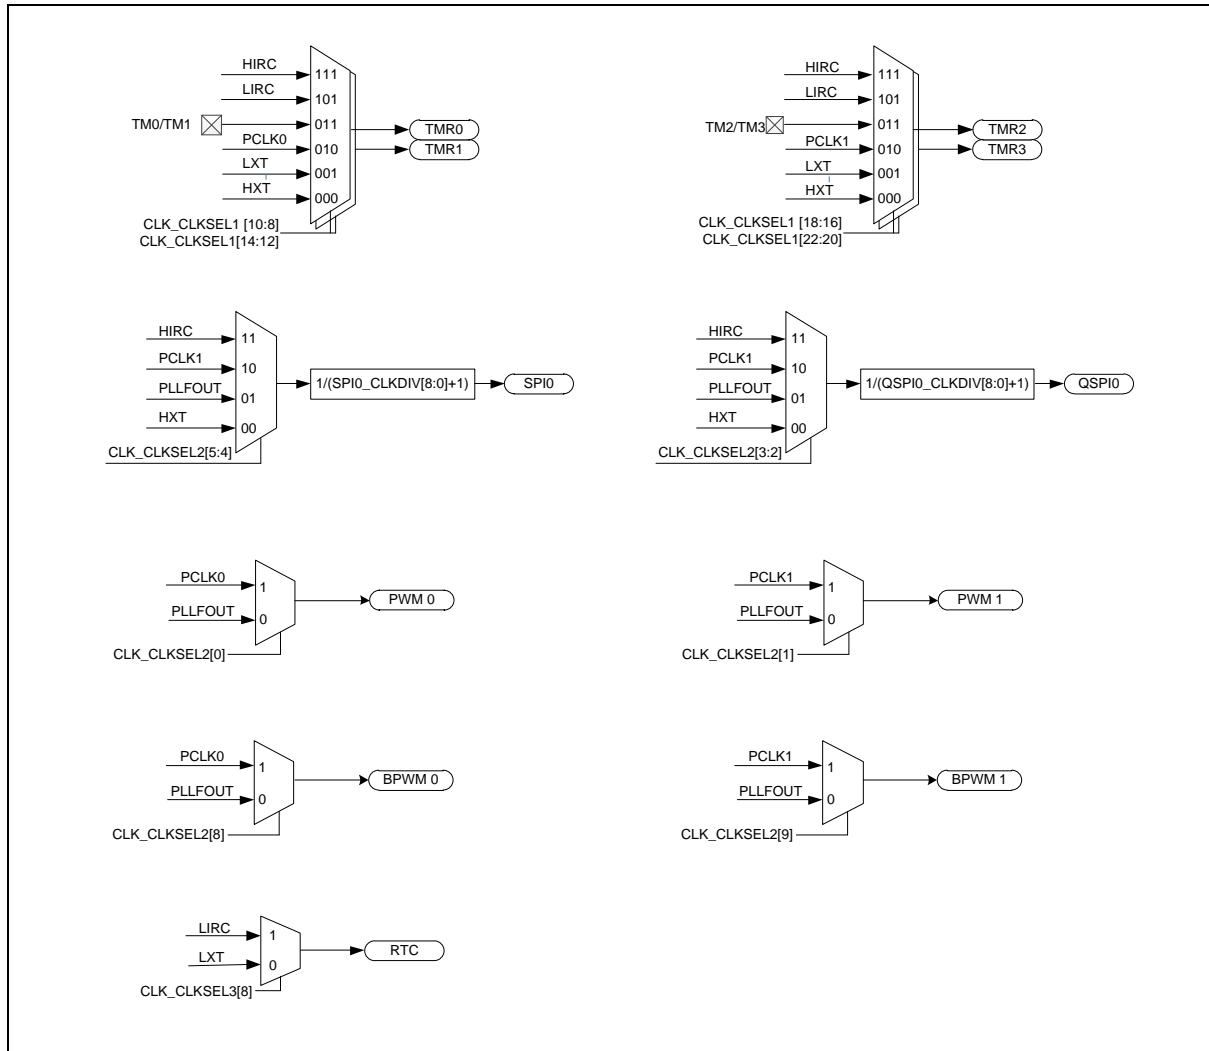 HIRC
111
LIRC
101
TM0/TM1
011
TMR0
PCLK0
010
TMR1
LXT
001
HXT
000
CLK_CLKSEL1 [10:8]
CLK_CLKSEL1[14:12]
HIRC
111
LIRC
101
TM2/TM3
011
TMR2
PCLK1
010
TMR3
LXT
001
HXT
000
CLK_CLKSEL1 [18:16]
CLK_CLKSEL1[22:20]
HIRC
11
PCLK1
10
1/(SPI0_CLKDIV[8:0]+1)
SPI0
PLLFOUT
01
HXT
00
CLK_CLKSEL2[5:4]
HIRC
11
PCLK1
10
1/(QSPI0_CLKDIV[8:0]+1)
QSPI0
PLLFOUT
01
HXT
00
CLK_CLKSEL2[3:2]
PCLK0
1
PWM 0
PLLFOUT
0
CLK_CLKSEL2[0]
PCLK1
1
PWM 1
PLLFOUT
0
CLK_CLKSEL2[1]
PCLK0
1
BPWM 0
PLLFOUT
0
CLK_CLKSEL2[8]
PCLK1
1
BPWM 1
PLLFOUT
0
CLK_CLKSEL2[9]
LIRC
1
RTC
LXT
0
CLK_CLKSEL3[8]